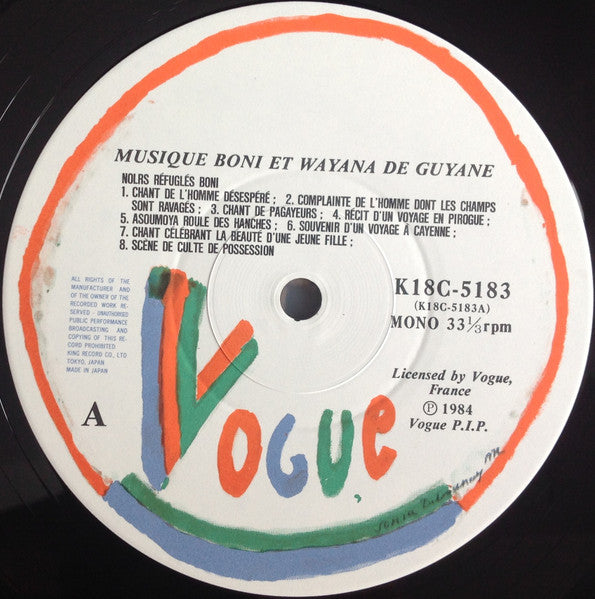 MUSIQUE BONI ET WAYANA DE GUYANE
NOLRS RÉFUGLÉS BONI
1. CHANT DE L'HOMME DÉSESPÉRÉ ; 2. COMPLAINTE DE L'HOMME DONT LES CHAMPS
SONT RAVAGÉS ; 3. CHANT DE PAGAYEURS ; 4. RÉCIT D'UN VOYAGE EN PIROGUE ;
5. ASOUMOYA ROULE DES HANCHES ; 6. SOUVENIR D'UN VOYAGE À CAYENNE ;
7. CHANT CÉLÉBRANT LA BEAUTÉ D'UNE JEUNE FILLE ;
8. SCÈNE DE CULTE DE POSSESSION
ALL RIGHTS OF THE
MANUFACTURER AND
OF THE OWNER OF THE
RECORDED WORK RE-
SERVED - UNAUTHORISED
PUBLIC PERFORMANCE
BROADCASTING AND
COPYING OF THIS RE-
CORD PROHIBITED.
KING RECORD CO., LTD
TOKYO, JAPAN
MADE IN JAPAN
K18C-5183
(K18C-5183A)
MONO 33⅓ rpm
Licensed by Vogue,
France
Ⓟ 1984
Vogue P.I.P.
A
VOGUE
SONIA Delaunay